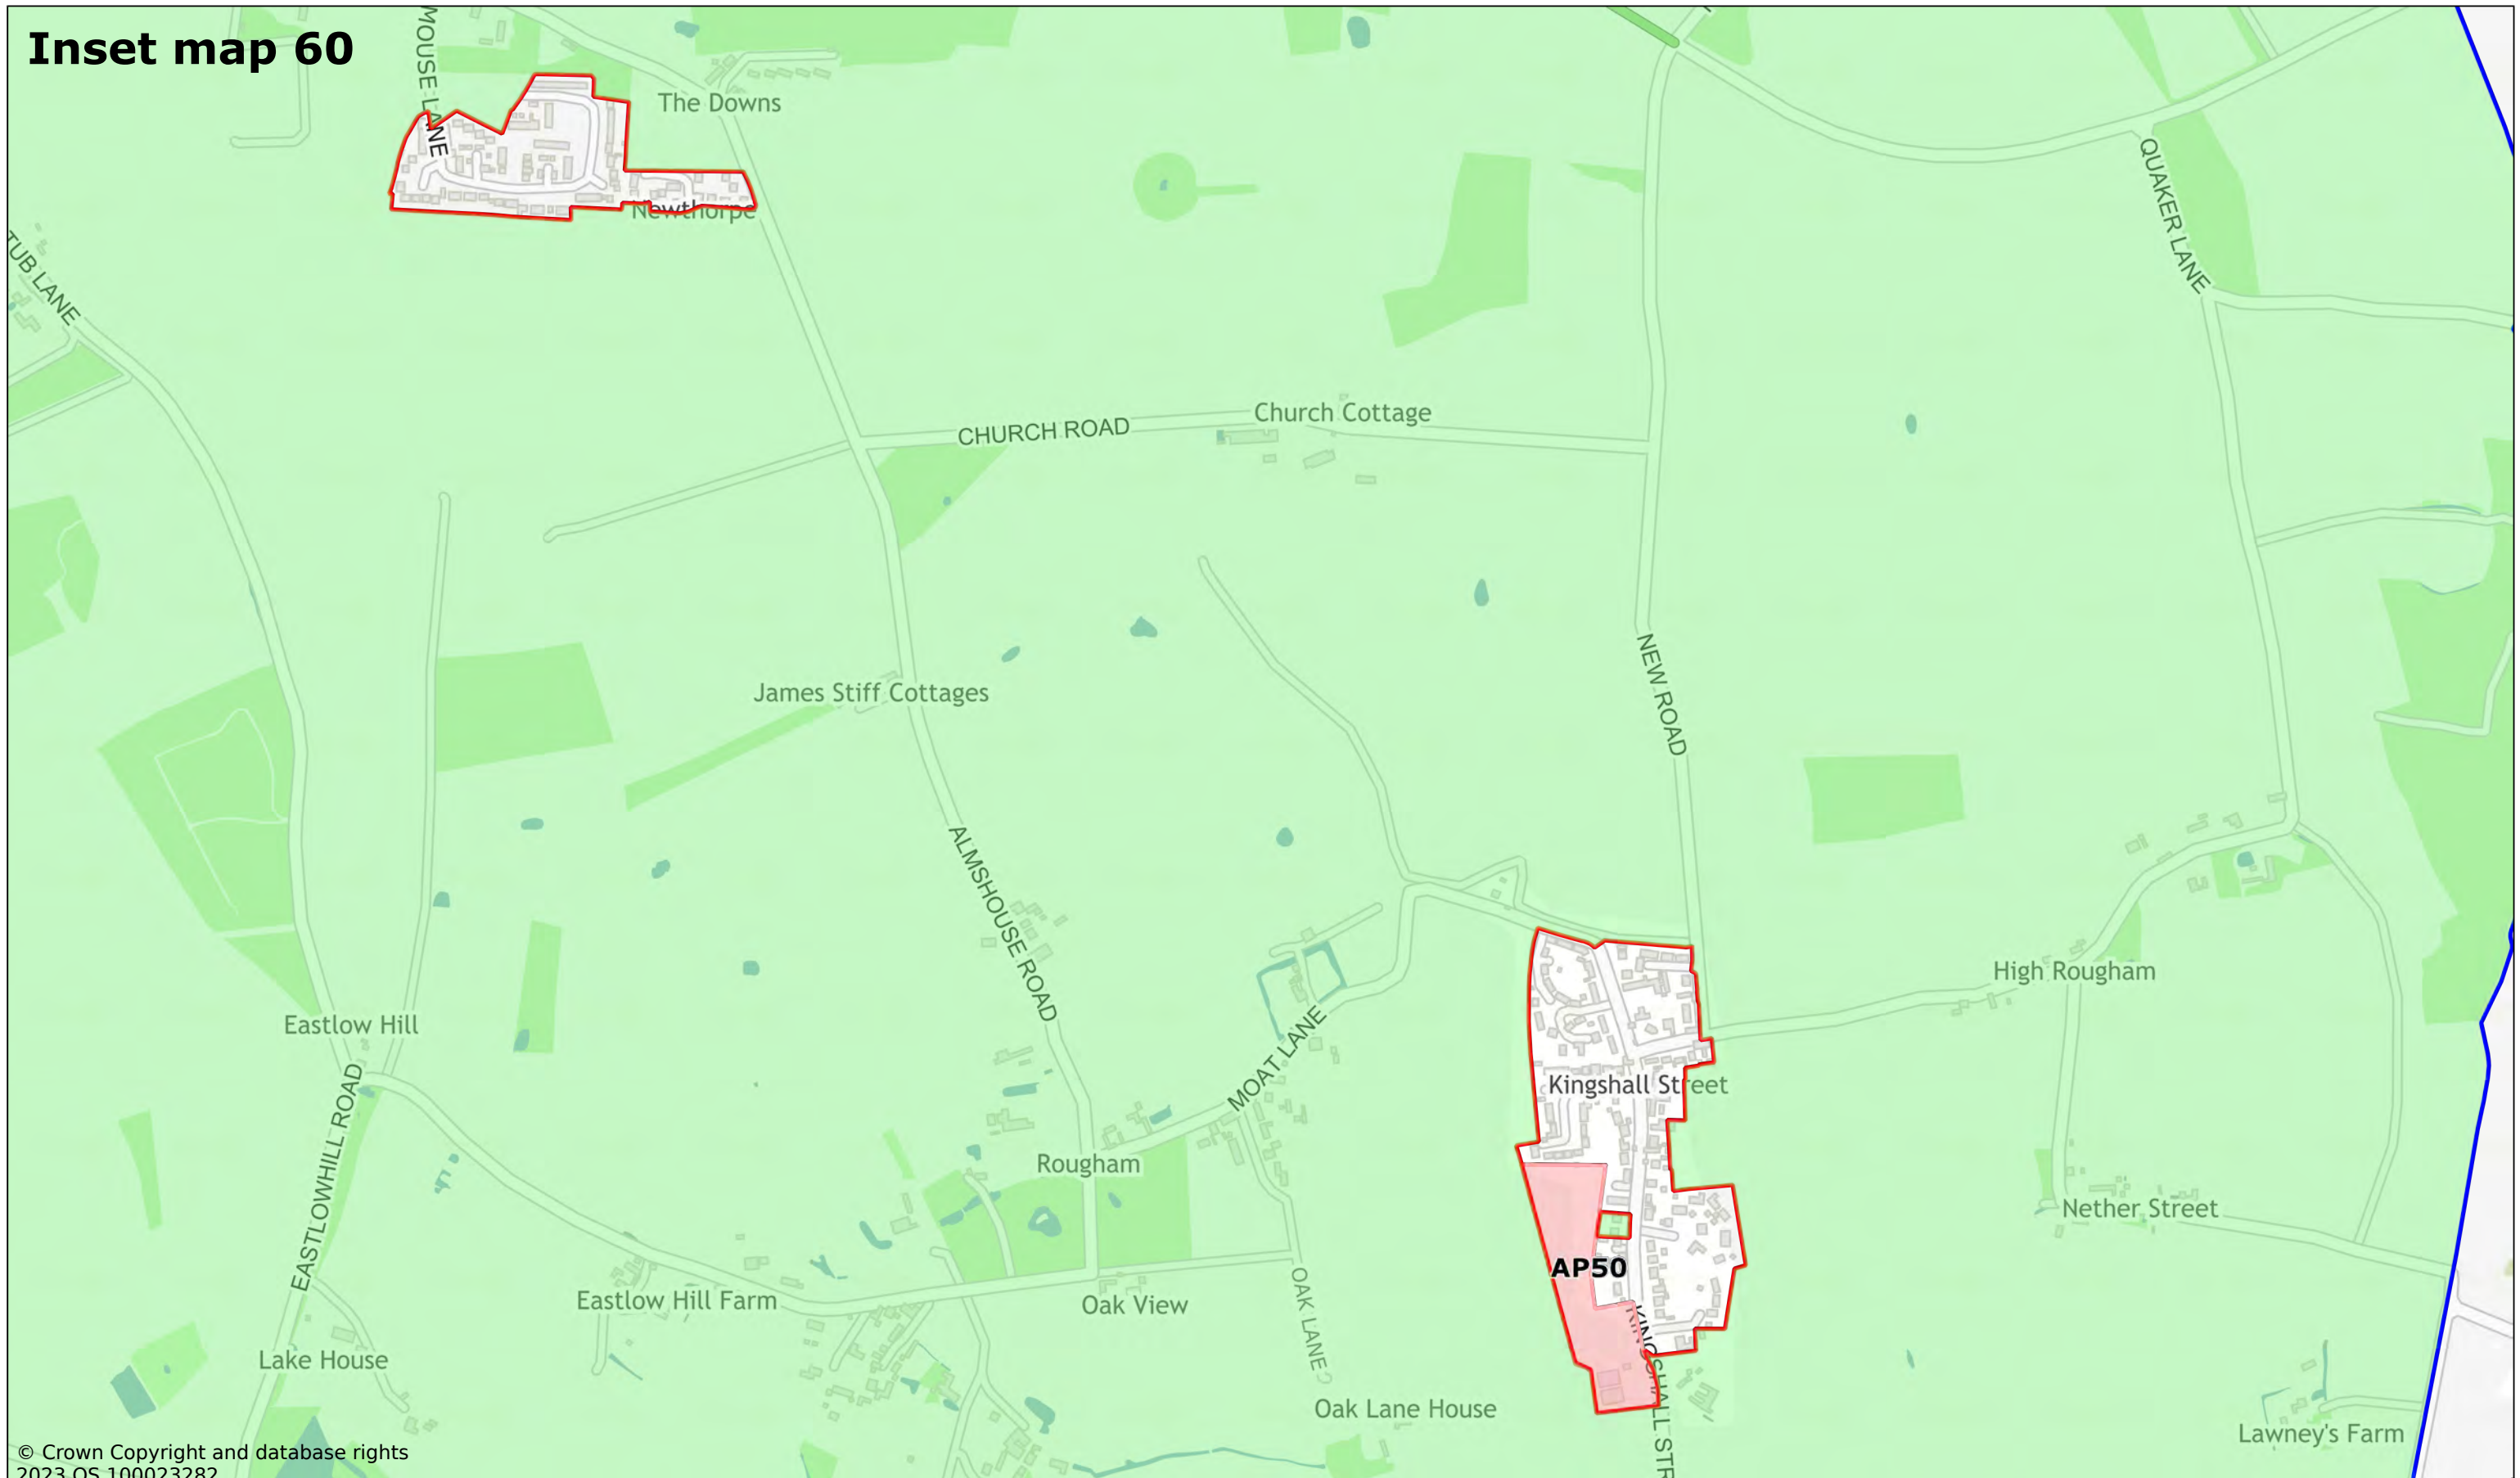 Inset map 60
MOUSE LANE
The Downs
Newthorpe
TUB LANE
QUAKER LANE
CHURCH ROAD
Church Cottage
NEW ROAD
James Stiff Cottages
ALMSHOUSE ROAD
High Rougham
Eastlow Hill
MOAT LANE
Kingshall Street
EASTLOWHILL ROAD
Rougham
Nether Street
AP50
Eastlow Hill Farm
Oak View
OAK LANE
KINGSHALL STR
Lake House
Oak Lane House
Lawney's Farm
© Crown Copyright and database rights
2023 OS 100023282